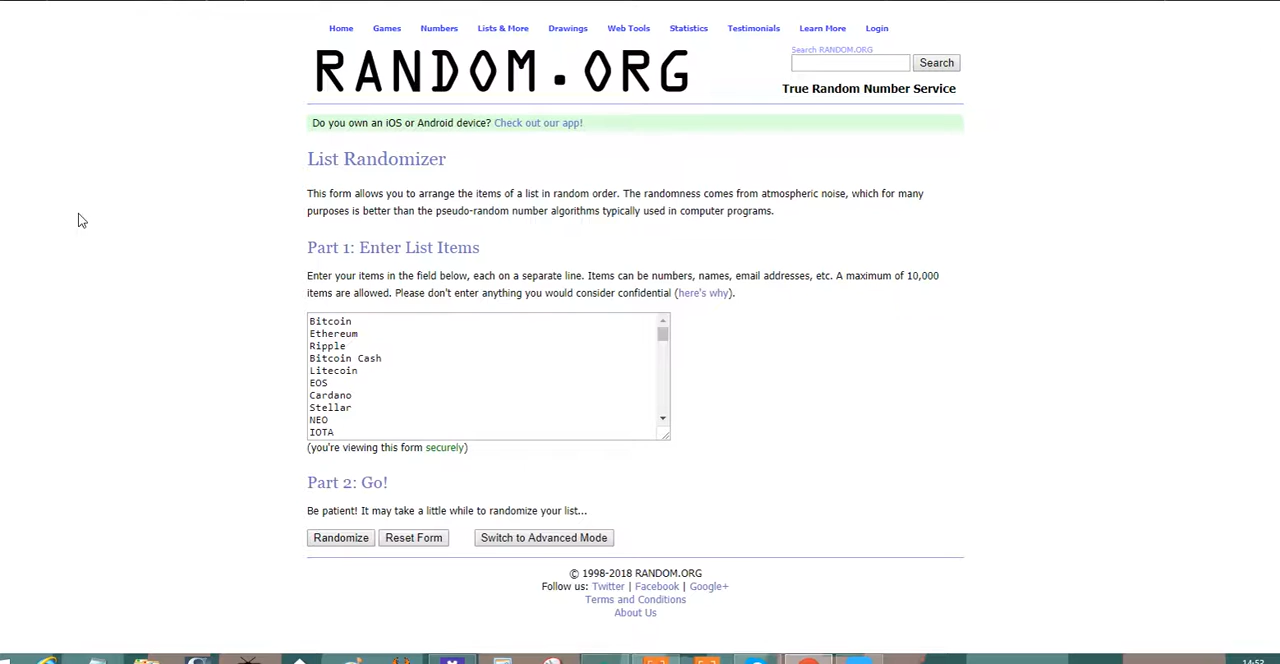 Home Games Numbers Lists & More Drawings Web Tools Statistics Testimonials Learn More Login
RANDOM.ORG
Search RANDOM.ORG
Search
True Random Number Service
Do you own an iOS or Android device? Check out our app!
List Randomizer
This form allows you to arrange the items of a list in random order. The randomness comes from atmospheric noise, which for many
purposes is better than the pseudo-random number algorithms typically used in computer programs.
Part 1: Enter List Items
Enter your items in the field below, each on a separate line. Items can be numbers, names, email addresses, etc. A maximum of 10,000
items are allowed. Please don't enter anything you would consider confidential (here's why).
Bitcoin
Ethereum
Ripple
Bitcoin Cash
Litecoin
EOS
Cardano
Stellar
NEO
IOTA
(you're viewing this form securely)
Part 2: Go!
Be patient! It may take a little while to randomize your list...
Randomize Reset Form Switch to Advanced Mode
© 1998-2018 RANDOM.ORG
Follow us: Twitter | Facebook | Google+
Terms and Conditions
About Us